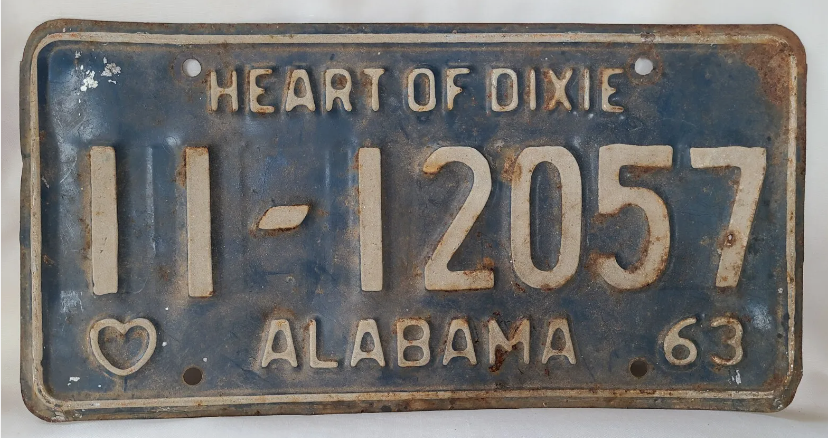 HEART OF DIXIE
11-12057
ALABAMA 63